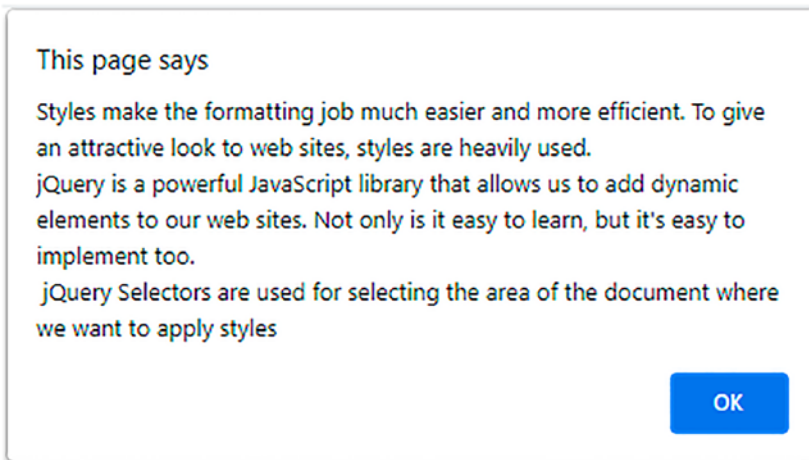 This page says
Styles make the formatting job much easier and more efficient. To give
an attractive look to web sites, styles are heavily used.
jQuery is a powerful JavaScript library that allows us to add dynamic
elements to our web sites. Not only is it easy to learn, but it's easy to
implement too.
jQuery Selectors are used for selecting the area of the document where
we want to apply styles
OK